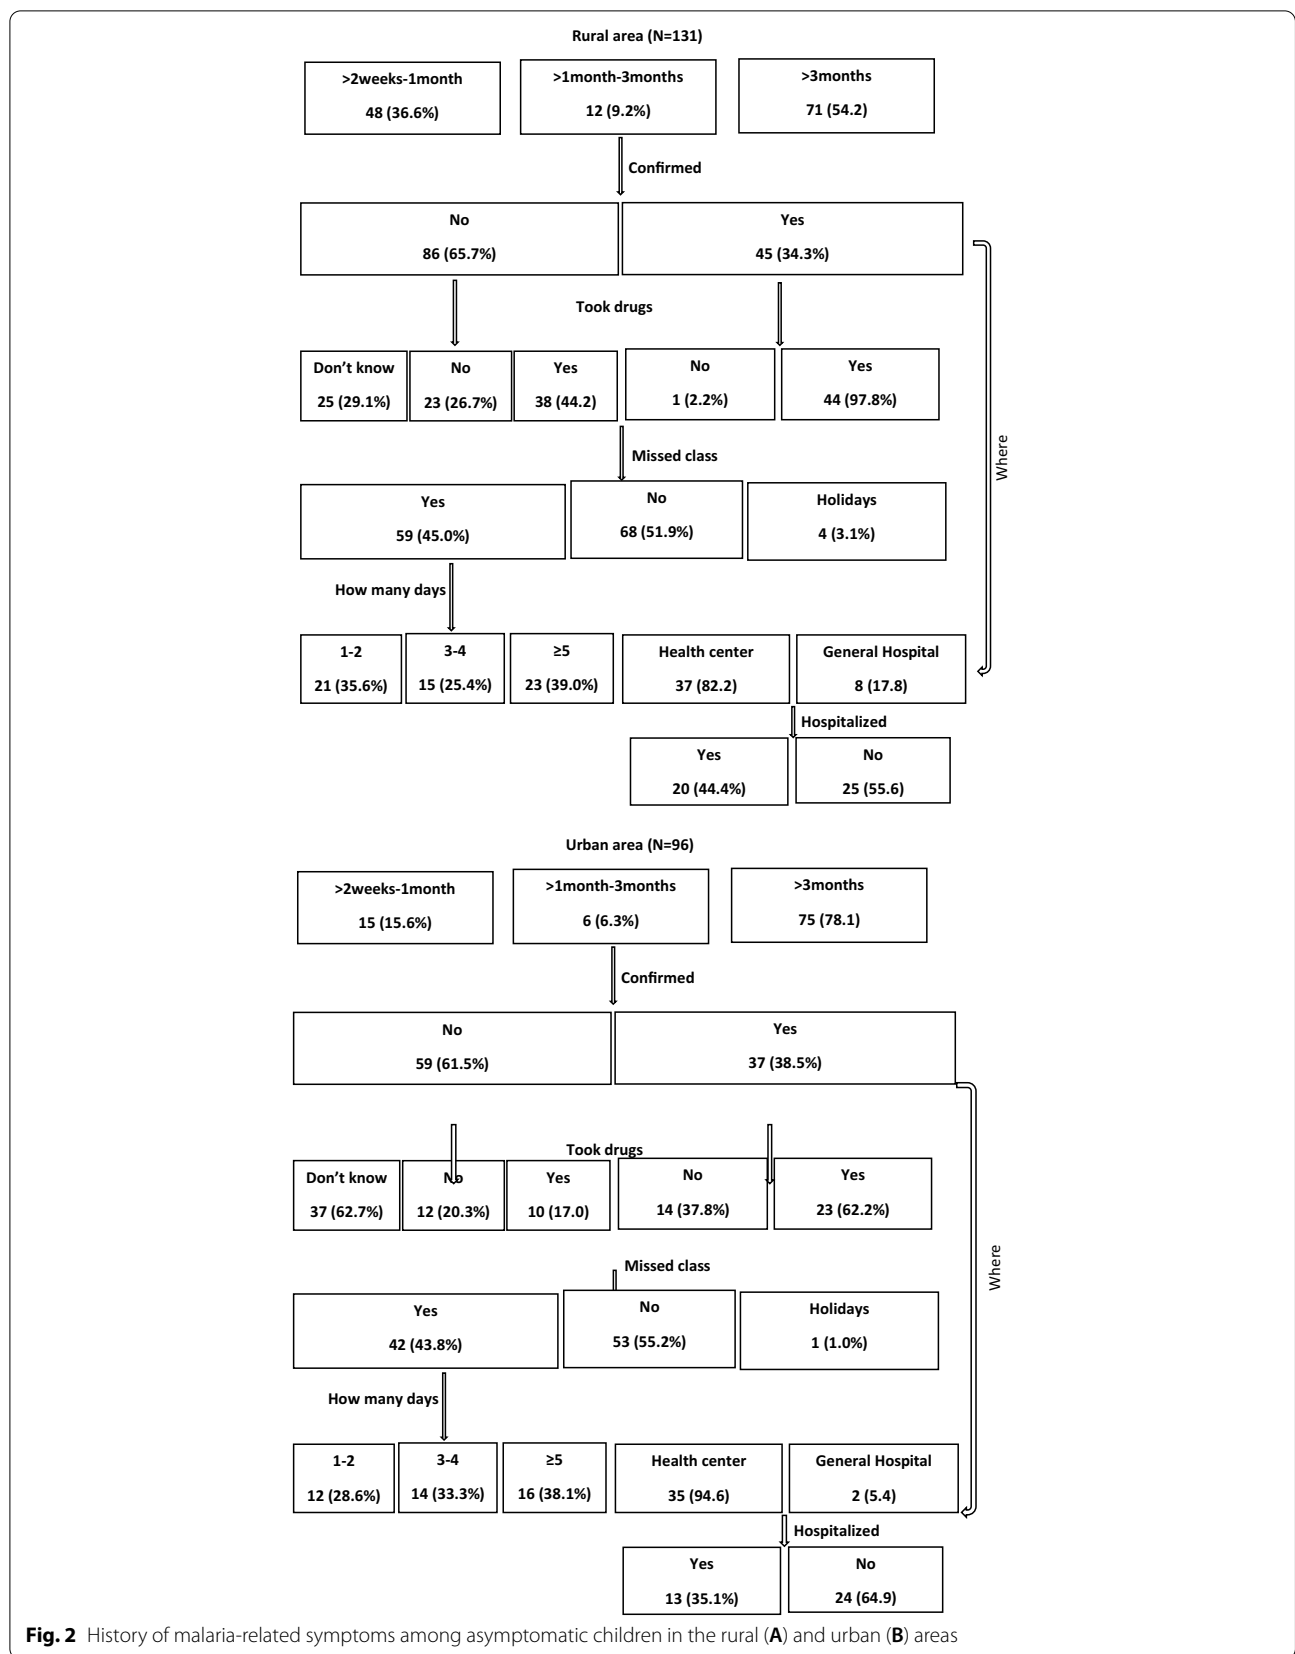 Rural area (N=131)
>2weeks-1month
48 (36.6%)
>1month-3months
12 (9.2%)
>3months
71 (54.2)
Confirmed
No
86 (65.7%)
Yes
45 (34.3%)
Took drugs
Don't know
25 (29.1%)
No
23 (26.7%)
Yes
38 (44.2)
No
1 (2.2%)
Yes
44 (97.8%)
Where
Missed class
Yes
59 (45.0%)
No
68 (51.9%)
Holidays
4 (3.1%)
How many days
1-2
21 (35.6%)
3-4
15 (25.4%)
≥5
23 (39.0%)
Health center
37 (82.2)
General Hospital
8 (17.8)
Hospitalized
Yes
20 (44.4%)
No
25 (55.6)
Urban area (N=96)
>2weeks-1month
15 (15.6%)
>1month-3months
6 (6.3%)
>3months
75 (78.1)
Confirmed
No
59 (61.5%)
Yes
37 (38.5%)
Took drugs
Don't know
37 (62.7%)
No
12 (20.3%)
Yes
10 (17.0)
No
14 (37.8%)
Yes
23 (62.2%)
Where
Missed class
Yes
42 (43.8%)
No
53 (55.2%)
Holidays
1 (1.0%)
How many days
1-2
12 (28.6%)
3-4
14 (33.3%)
≥5
16 (38.1%)
Health center
35 (94.6)
General Hospital
2 (5.4)
Hospitalized
Yes
13 (35.1%)
No
24 (64.9)
Fig. 2 History of malaria-related symptoms among asymptomatic children in the rural (A) and urban (B) areas